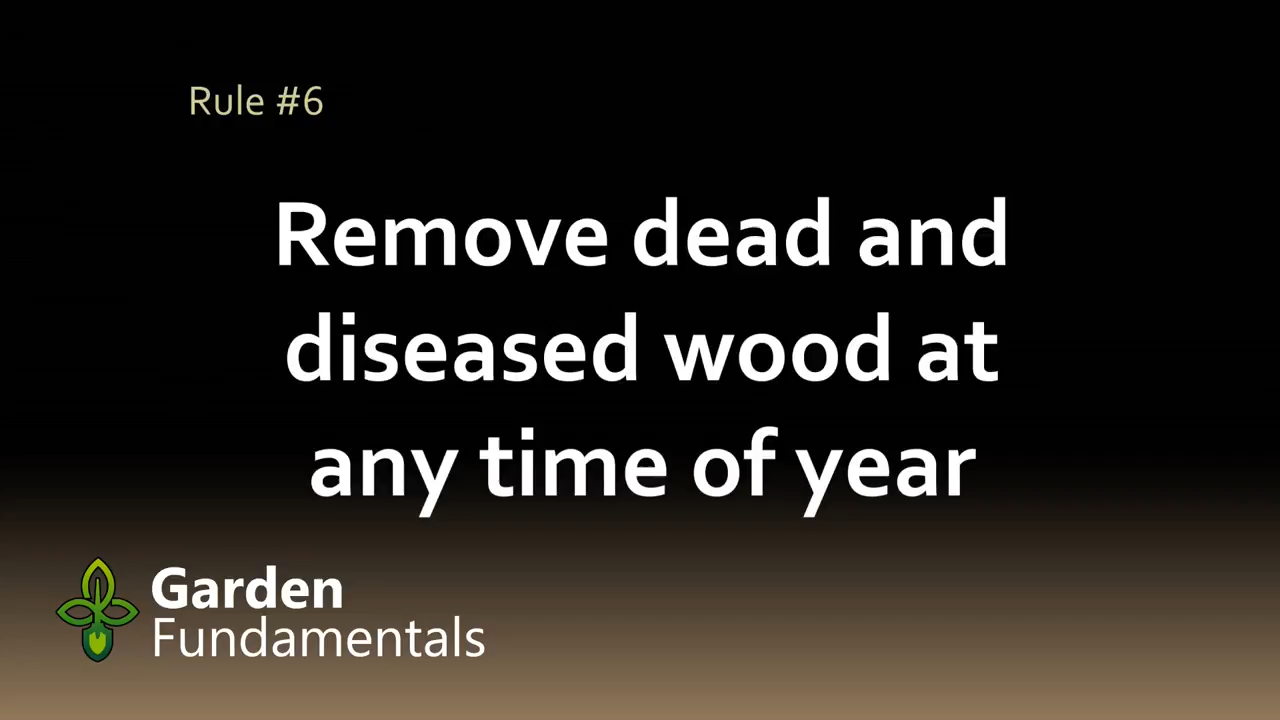 Rule #6
Remove dead and
diseased wood at
any time of year
Garden
Fundamentals